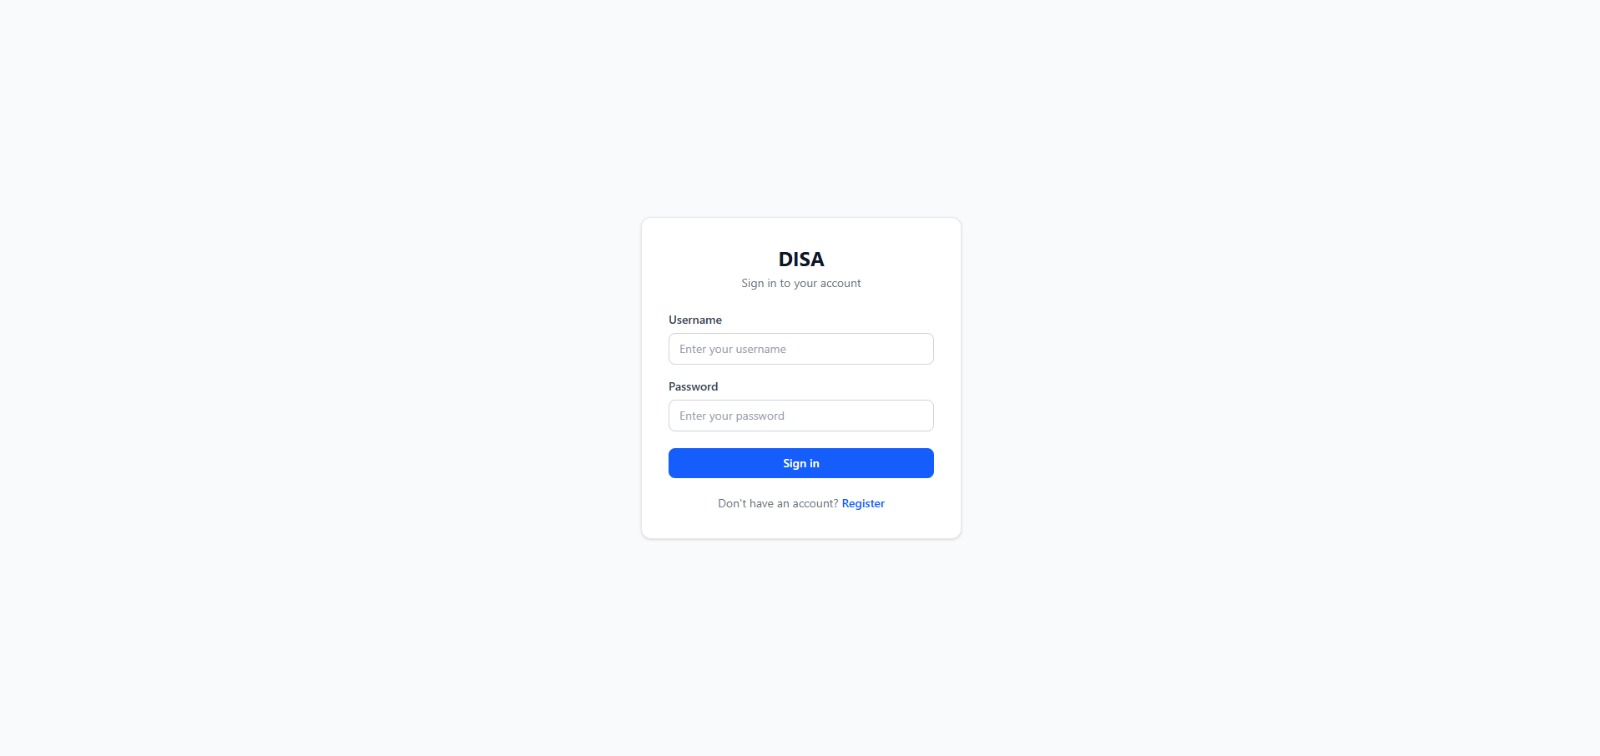 DISA
Sign in to your account
Username
Enter your username
Password
Enter your password
Sign in
Don't have an account? Register